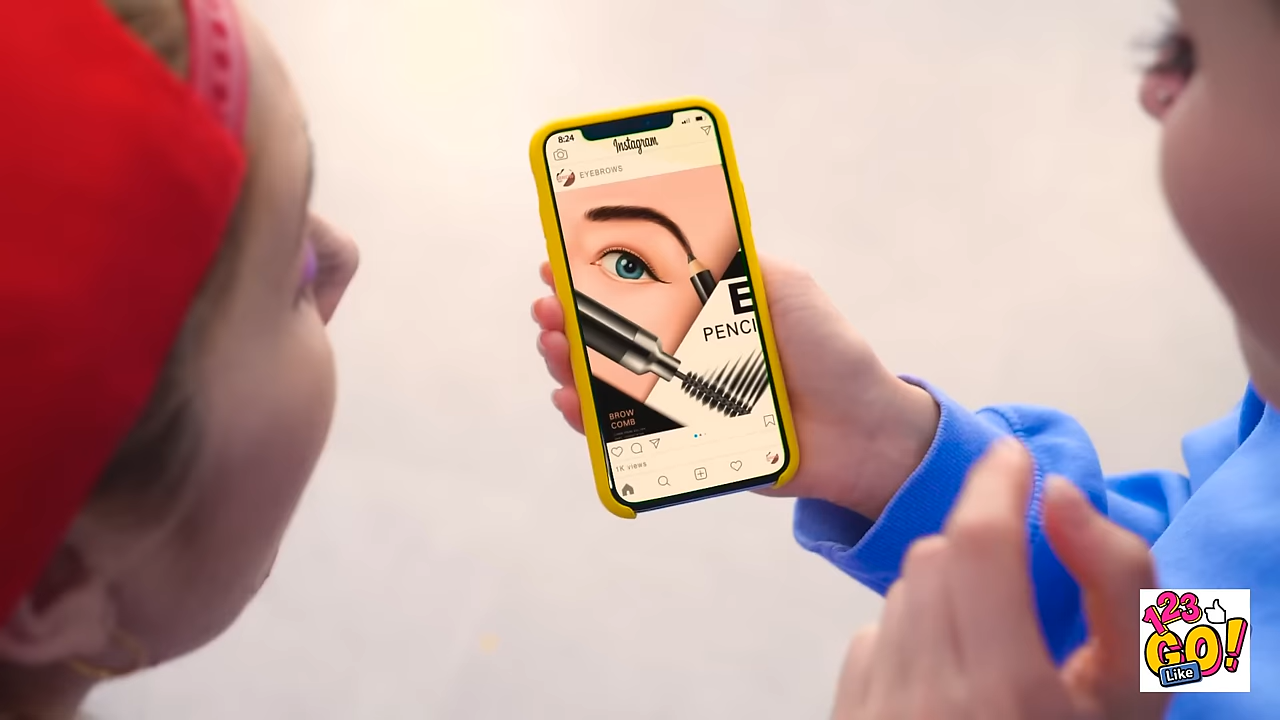 8:24
Instagram
EYEBROWS
E
PENCI
BROW
COMB
1K views
123
GO!
Like